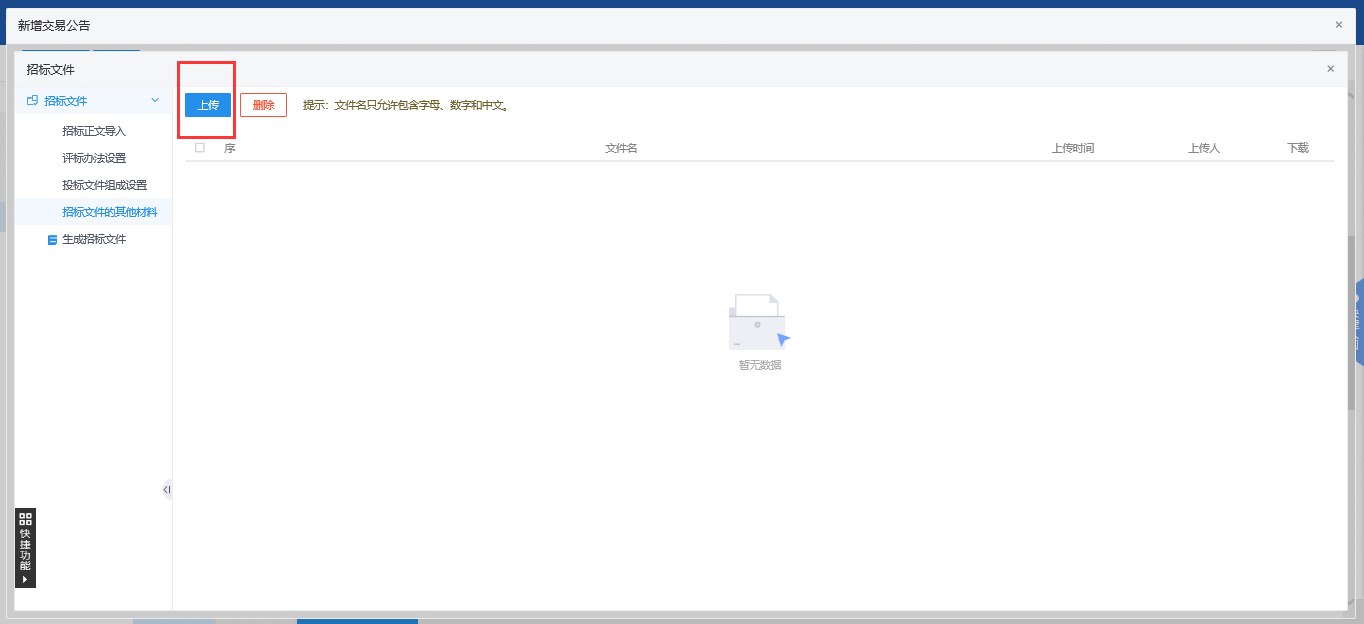 新增交易公告
招标文件
招标文件
招标正文导入
评标办法设置
投标文件组成设置
招标文件的其他材料
生成招标文件
上传 删除 提示：文件名只允许包含字母、数字和中文。
序 文件名 上传时间 上传人 下载
暂无数据
快捷功能